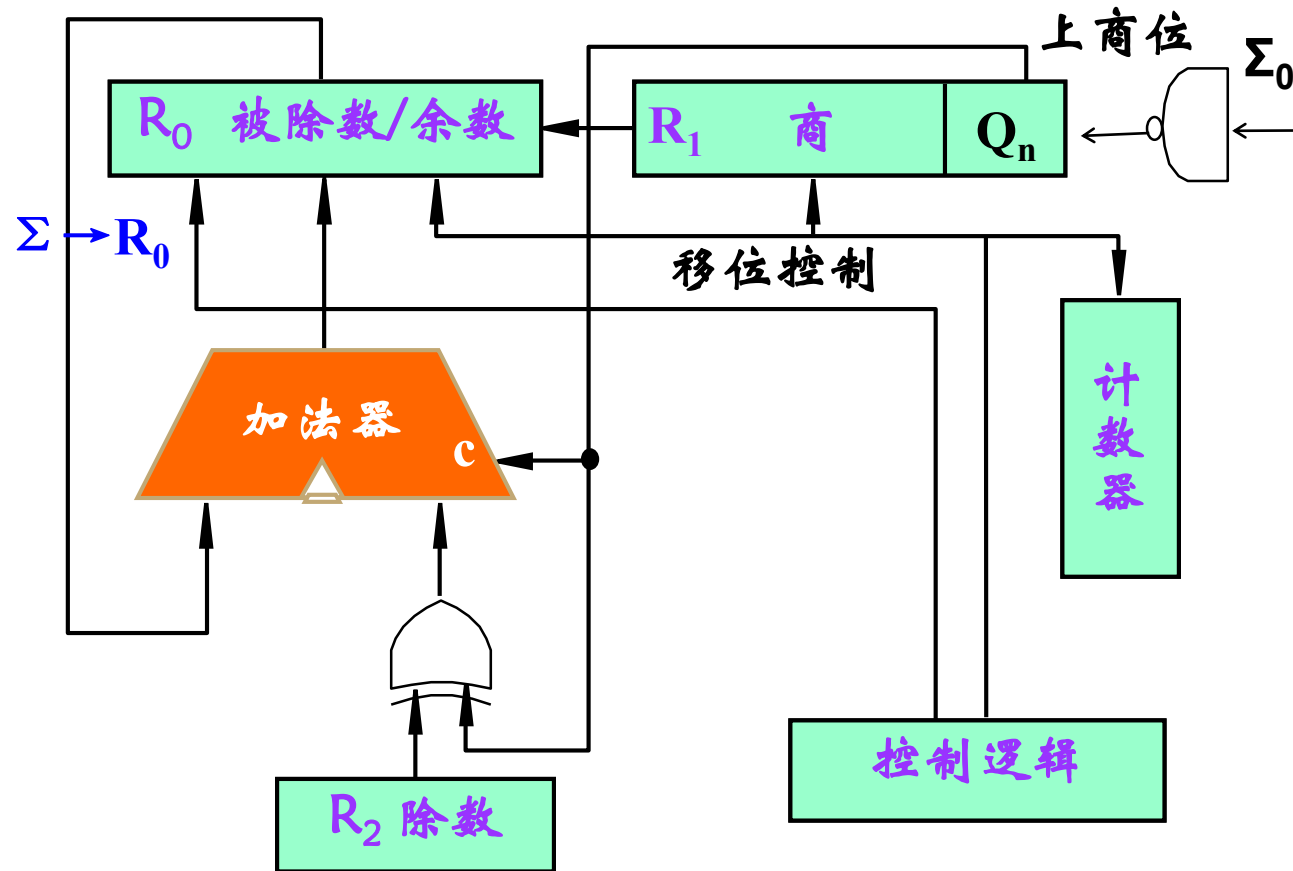 上商位
Σ₀
R₀ 被除数/余数
R₁ 商
Qₙ
Σ → R₀
移位控制
计数器
加法器
c
控制逻辑
R₂ 除数